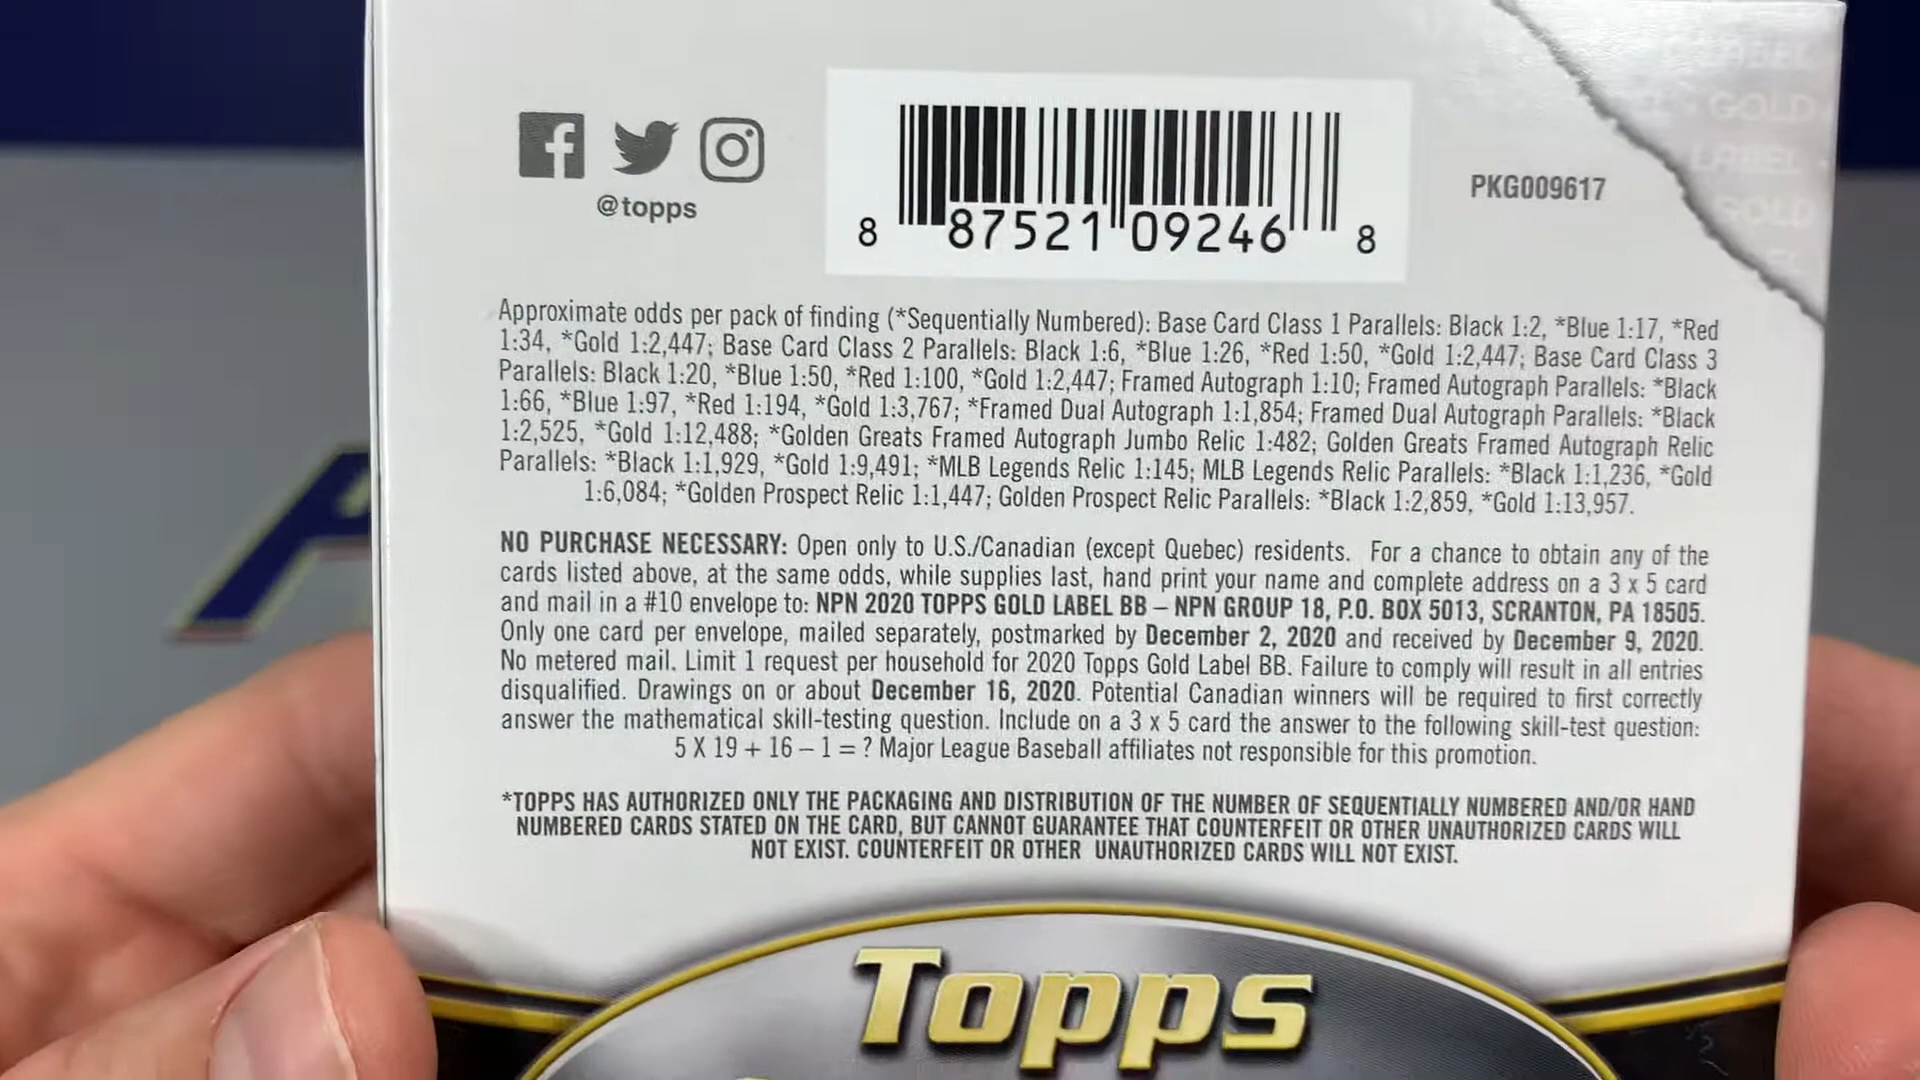 @topps
8 87521 09246 8
PKG009617
LABEL
GOLD
LABEL
GOLD
Approximate odds per pack of finding (*Sequentially Numbered): Base Card Class 1 Parallels: Black 1:2, *Blue 1:17, *Red
1:34, *Gold 1:2,447; Base Card Class 2 Parallels: Black 1:6, *Blue 1:26, *Red 1:50, *Gold 1:2,447; Base Card Class 3
Parallels: Black 1:20, *Blue 1:50, *Red 1:100, *Gold 1:2,447; Framed Autograph 1:10; Framed Autograph Parallels: *Black
1:66, *Blue 1:97, *Red 1:194, *Gold 1:3,767; *Framed Dual Autograph 1:1,854; Framed Dual Autograph Parallels: *Black
1:2,525, *Gold 1:12,488; *Golden Greats Framed Autograph Jumbo Relic 1:482; Golden Greats Framed Autograph Relic
Parallels: *Black 1:1,929, *Gold 1:9,491; *MLB Legends Relic 1:145; MLB Legends Relic Parallels: *Black 1:1,236, *Gold
1:6,084; *Golden Prospect Relic 1:1,447; Golden Prospect Relic Parallels: *Black 1:2,859, *Gold 1:13,957.
NO PURCHASE NECESSARY: Open only to U.S./Canadian (except Quebec) residents. For a chance to obtain any of the
cards listed above, at the same odds, while supplies last, hand print your name and complete address on a 3 x 5 card
and mail in a #10 envelope to: NPN 2020 TOPPS GOLD LABEL BB – NPN GROUP 18, P.O. BOX 5013, SCRANTON, PA 18505.
Only one card per envelope, mailed separately, postmarked by December 2, 2020 and received by December 9, 2020.
No metered mail. Limit 1 request per household for 2020 Topps Gold Label BB. Failure to comply will result in all entries
disqualified. Drawings on or about December 16, 2020. Potential Canadian winners will be required to first correctly
answer the mathematical skill-testing question. Include on a 3 x 5 card the answer to the following skill-test question:
5 X 19 + 16 – 1 = ? Major League Baseball affiliates not responsible for this promotion.
*TOPPS HAS AUTHORIZED ONLY THE PACKAGING AND DISTRIBUTION OF THE NUMBER OF SEQUENTIALLY NUMBERED AND/OR HAND
NUMBERED CARDS STATED ON THE CARD, BUT CANNOT GUARANTEE THAT COUNTERFEIT OR OTHER UNAUTHORIZED CARDS WILL
NOT EXIST. COUNTERFEIT OR OTHER UNAUTHORIZED CARDS WILL NOT EXIST.
Topps